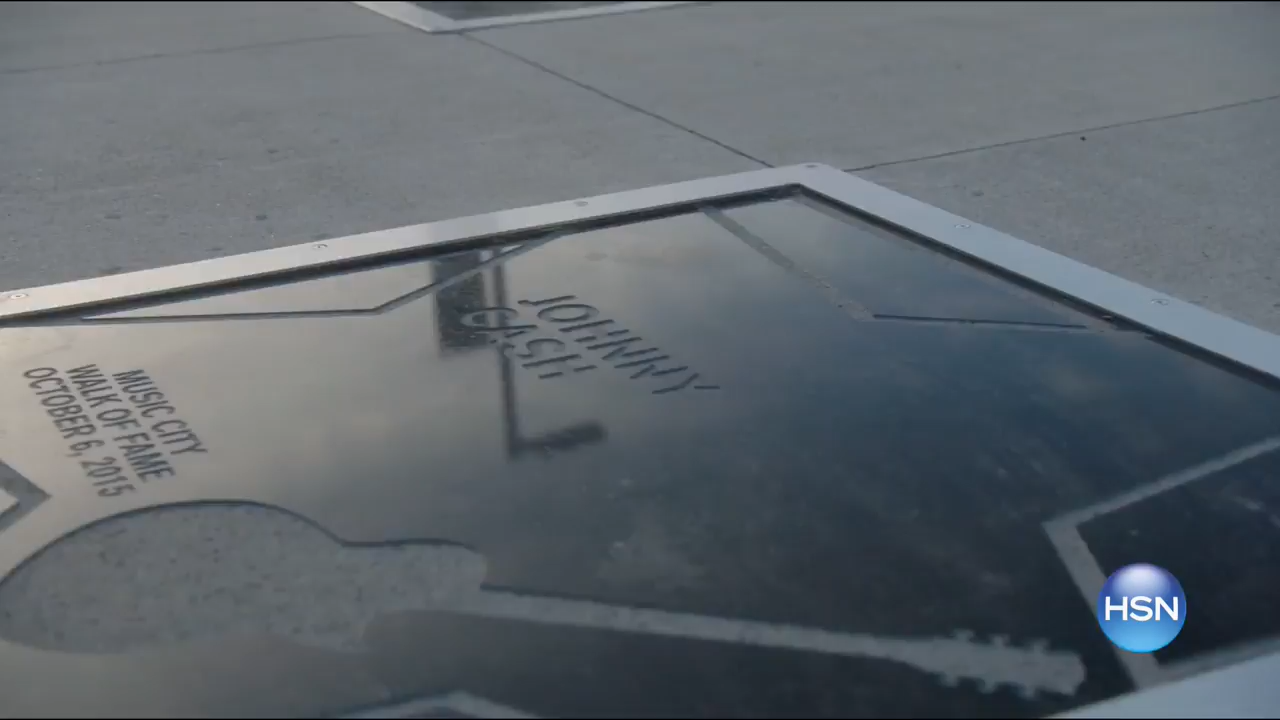 JOHNNY
CASH
MUSIC CITY
WALK OF FAME
OCTOBER 6, 2015
HSN